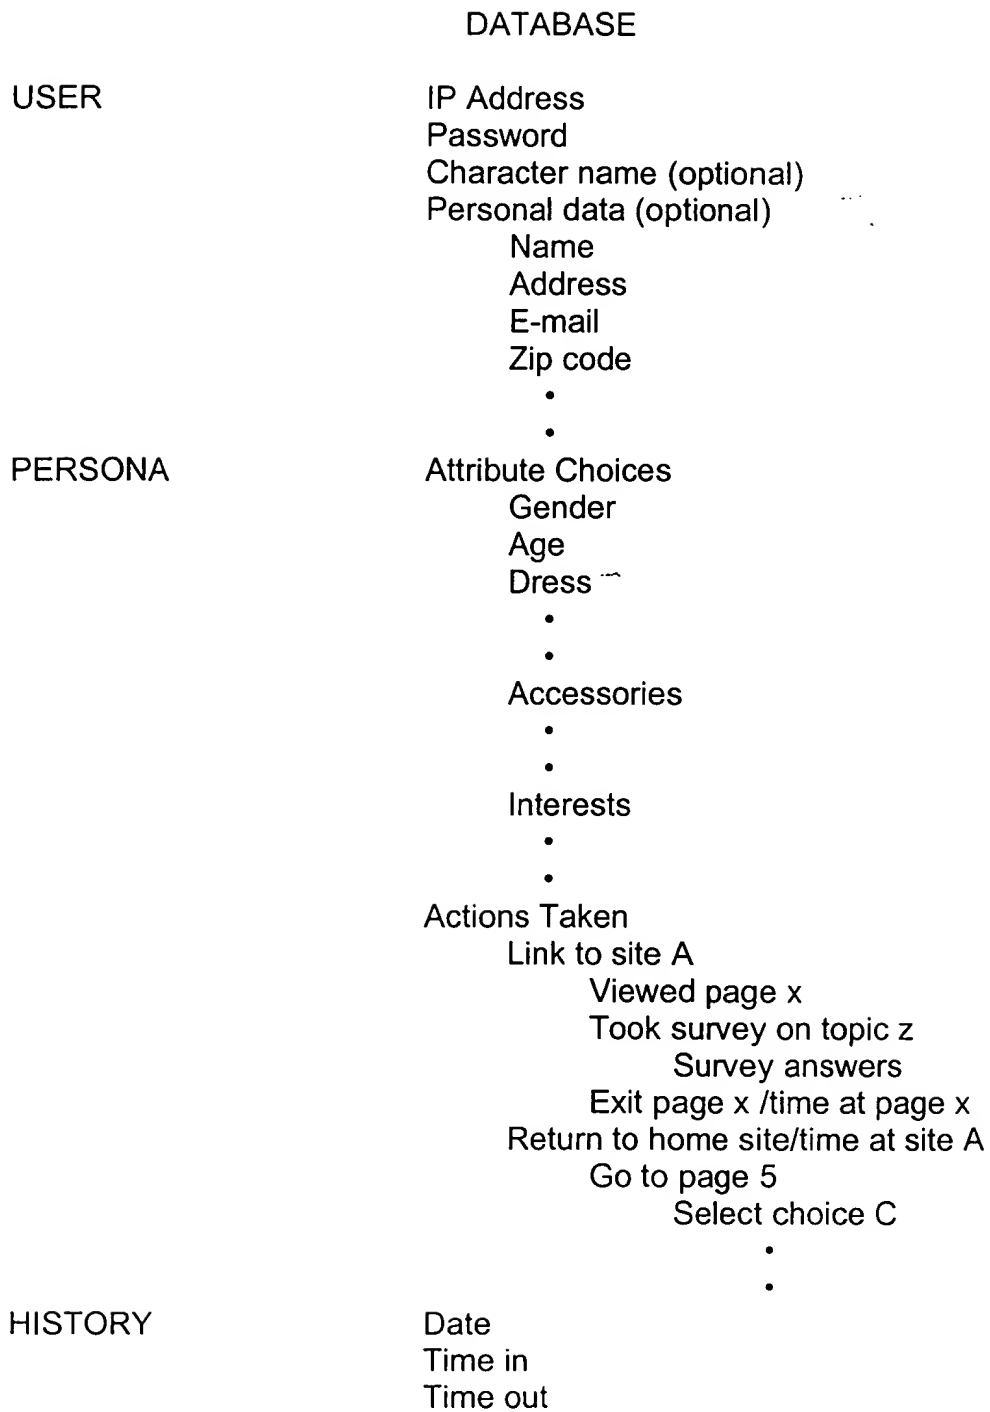 DATABASE
USER IP Address
Password
Character name (optional)
Personal data (optional)
Name
Address
E-mail
Zip code
•
•
PERSONA Attribute Choices
Gender
Age
Dress
•
•
Accessories
•
•
Interests
•
•
Actions Taken
Link to site A
Viewed page x
Took survey on topic z
Survey answers
Exit page x /time at page x
Return to home site/time at site A
Go to page 5
Select choice C
•
•
HISTORY Date
Time in
Time out